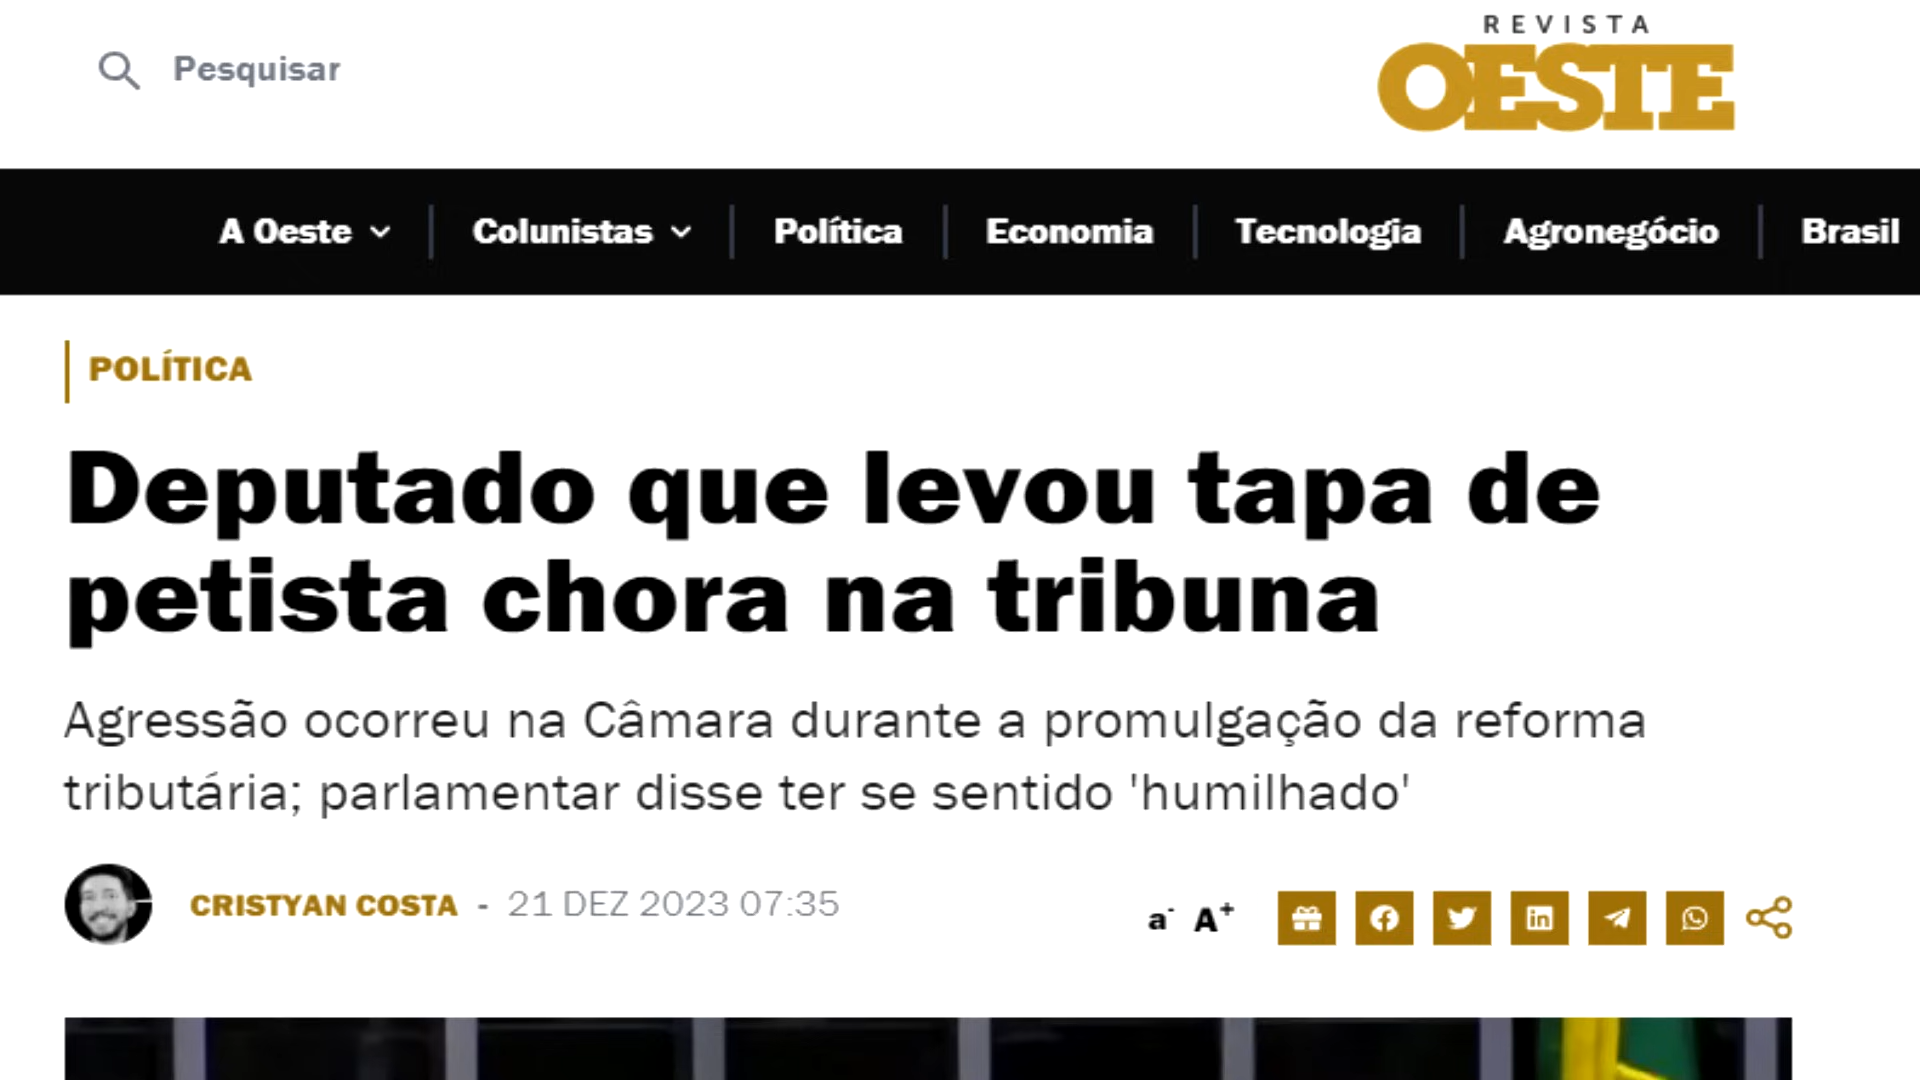 Pesquisar
REVISTA
OESTE
A Oeste
Colunistas
Política
Economia
Tecnologia
Agronegócio
Brasil
POLÍTICA
Deputado que levou tapa de
petista chora na tribuna
Agressão ocorreu na Câmara durante a promulgação da reforma
tributária; parlamentar disse ter se sentido 'humilhado'
CRISTYAN COSTA - 21 DEZ 2023 07:35
a- A+